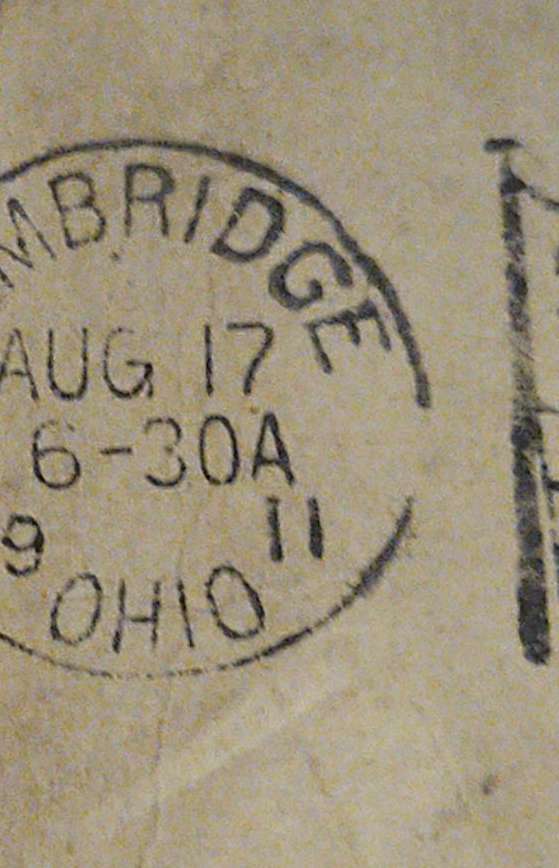 MBRIDGE
AUG 17
6-30A
9 11
OHIO